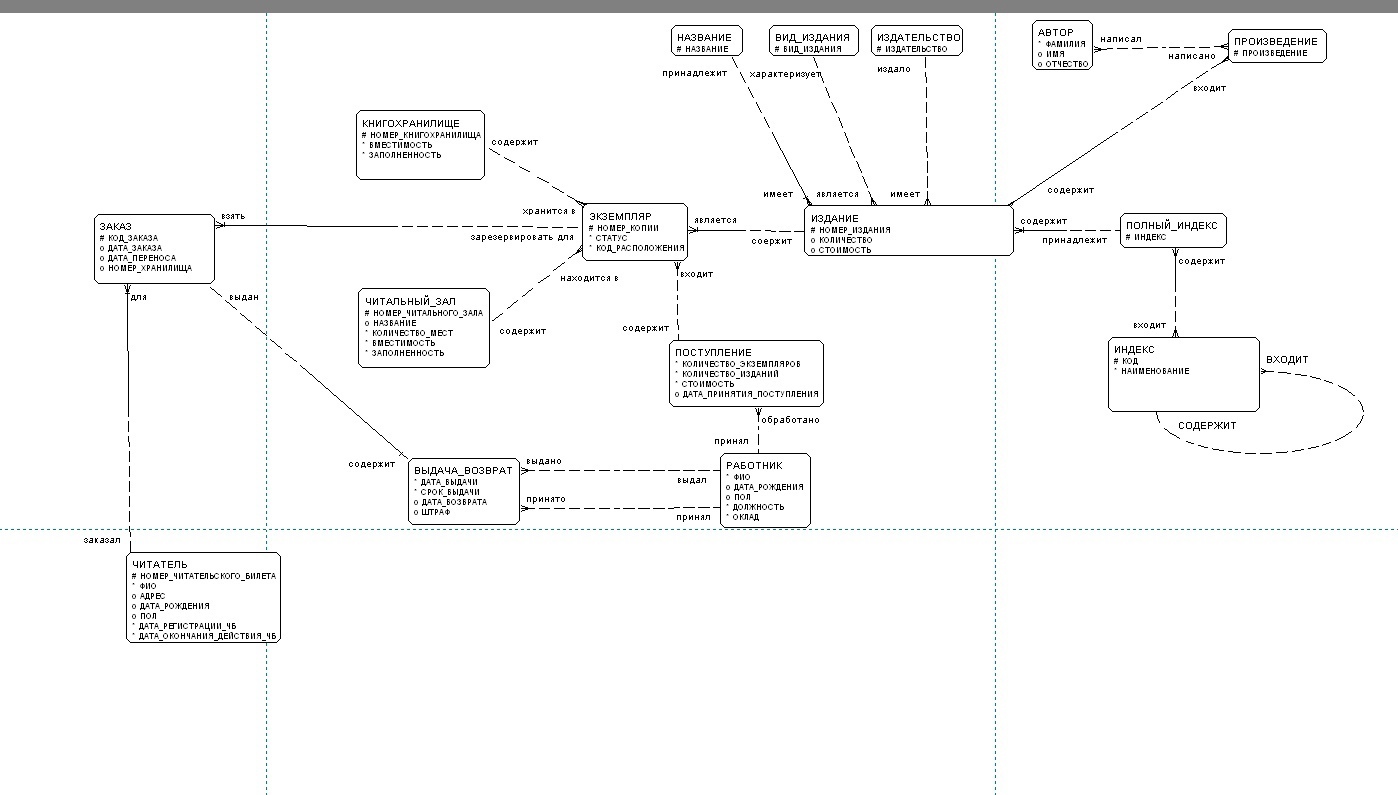 НАЗВАНИЕ
# НАЗВАНИЕ
ВИД_ИЗДАНИЯ
# ВИД_ИЗДАНИЯ
ИЗДАТЕЛЬСТВО
# ИЗДАТЕЛЬСТВО
АВТОР
* ФАМИЛИЯ
о ИМЯ
о ОТЧЕСТВО
написал
написано
ПРОИЗВЕДЕНИЕ
# ПРОИЗВЕДЕНИЕ
принадлежит
характеризует
издало
входит
КНИГОХРАНИЛИЩЕ
# НОМЕР_КНИГОХРАНИЛИЩА
* ВМЕСТИМОСТЬ
* ЗАПОЛНЕННОСТЬ
содержит
имеет
является
имеет
содержит
хранится в
взять
зарезервировать для
ЗАКАЗ
# КОД_ЗАКАЗА
о ДАТА_ЗАКАЗА
о ДАТА_ПЕРЕНОСА
о НОМЕР_ХРАНИЛИЩА
ЭКЗЕМПЛЯР
# НОМЕР_КОПИИ
* СТАТУС
* КОД_РАСПОЛОЖЕНИЯ
является
соержит
ИЗДАНИЕ
# НОМЕР_ИЗДАНИЯ
о КОЛИЧЕСТВО
о СТОИМОСТЬ
содержит
принадлежит
ПОЛНЫЙ_ИНДЕКС
# ИНДЕКС
содержит
входит
находится в
входит
для
выдан
ЧИТАЛЬНЫЙ_ЗАЛ
# НОМЕР_ЧИТАЛЬНОГО_ЗАЛА
о НАЗВАНИЕ
* КОЛИЧЕСТВО_МЕСТ
* ВМЕСТИМОСТЬ
* ЗАПОЛНЕННОСТЬ
содержит
содержит
ПОСТУПЛЕНИЕ
* КОЛИЧЕСТВО_ЭКЗЕМПЛЯРОВ
* КОЛИЧЕСТВО_ИЗДАНИЙ
* СТОИМОСТЬ
о ДАТА_ПРИНЯТИЯ_ПОСТУПЛЕНИЯ
ИНДЕКС
# КОД
* НАИМЕНОВАНИЕ
ВХОДИТ
СОДЕРЖИТ
обработано
принял
содержит
ВЫДАЧА_ВОЗВРАТ
* ДАТА_ВЫДАЧИ
* СРОК_ВЫДАЧИ
о ДАТА_ВОЗВРАТА
о ШТРАФ
выдано
выдал
принято
принял
РАБОТНИК
* ФИО
о ДАТА_РОЖДЕНИЯ
о ПОЛ
* ДОЛЖНОСТЬ
* ОКЛАД
заказал
ЧИТАТЕЛЬ
# НОМЕР_ЧИТАТЕЛЬСКОГО_БИЛЕТА
* ФИО
о АДРЕС
о ДАТА_РОЖДЕНИЯ
о ПОЛ
* ДАТА_РЕГИСТРАЦИИ_ЧБ
* ДАТА_ОКОНЧАНИЯ_ДЕЙСТВИЯ_ЧБ